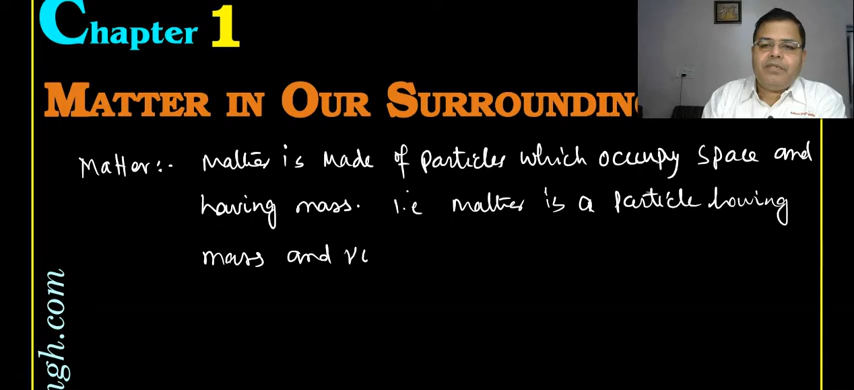 Chapter 1
MATTER IN OUR SURROUNDIN
Matter:- Matter is made of particles which occupy space and
having mass. i.e matter is a particle having
mass and vo
ngh.com